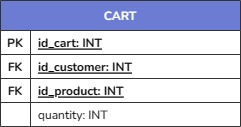 CART
PK id_cart: INT
FK id_customer: INT
FK id_product: INT
quantity: INT